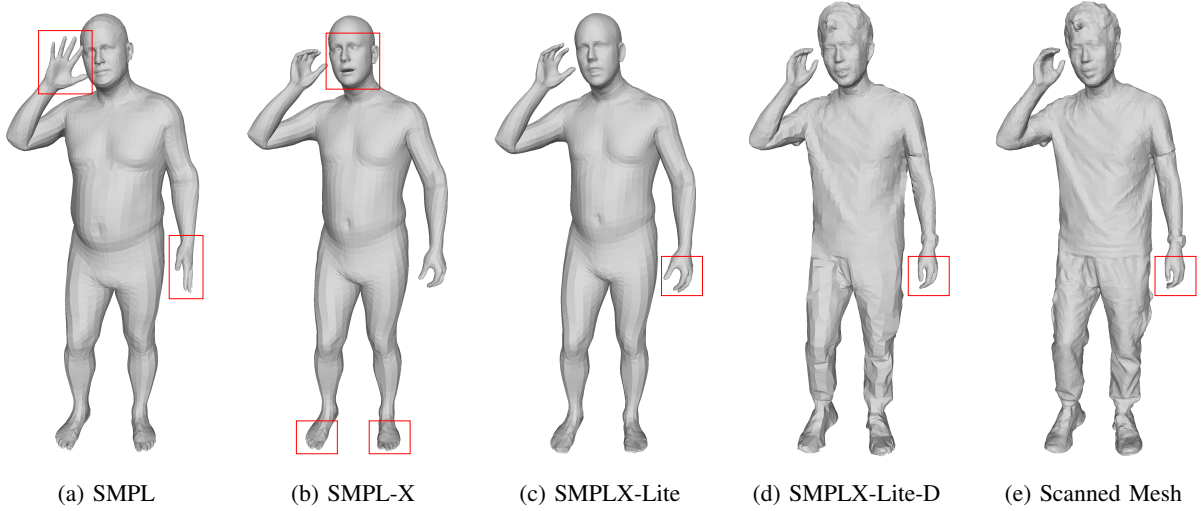 (a) SMPL
(b) SMPL-X
(c) SMPLX-Lite
(d) SMPLX-Lite-D
(e) Scanned Mesh